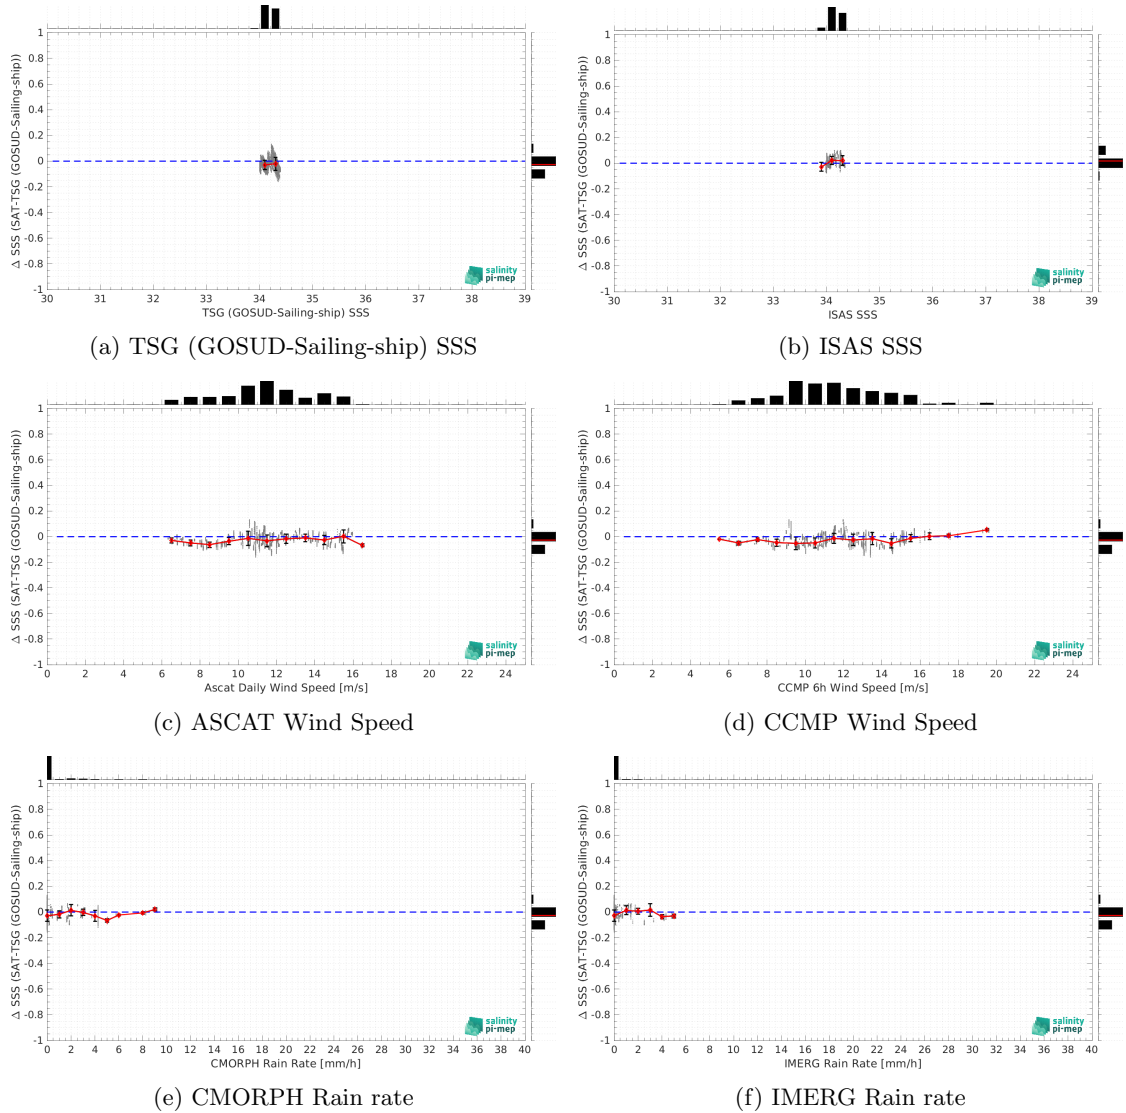 1
0.8
0.6
0.4
0.2
0
-0.2
-0.4
-0.6
-0.8
-1
Δ SSS (SAT-TSG (GOSUD-Sailing-ship))
30 31 32 33 34 35 36 37 38 39
TSG (GOSUD-Sailing-ship) SSS
salinity
pi-mep
(a) TSG (GOSUD-Sailing-ship) SSS
1
0.8
0.6
0.4
0.2
0
-0.2
-0.4
-0.6
-0.8
-1
Δ SSS (SAT-TSG (GOSUD-Sailing-ship))
30 31 32 33 34 35 36 37 38 39
ISAS SSS
salinity
pi-mep
(b) ISAS SSS
1
0.8
0.6
0.4
0.2
0
-0.2
-0.4
-0.6
-0.8
-1
Δ SSS (SAT-TSG (GOSUD-Sailing-ship))
0 2 4 6 8 10 12 14 16 18 20 22 24
Ascat Daily Wind Speed [m/s]
salinity
pi-mep
(c) ASCAT Wind Speed
1
0.8
0.6
0.4
0.2
0
-0.2
-0.4
-0.6
-0.8
-1
Δ SSS (SAT-TSG (GOSUD-Sailing-ship))
0 2 4 6 8 10 12 14 16 18 20 22 24
CCMP 6h Wind Speed [m/s]
salinity
pi-mep
(d) CCMP Wind Speed
1
0.8
0.6
0.4
0.2
0
-0.2
-0.4
-0.6
-0.8
-1
Δ SSS (SAT-TSG (GOSUD-Sailing-ship))
0 2 4 6 8 10 12 14 16 18 20 22 24 26 28 30 32 34 36 38 40
CMORPH Rain Rate [mm/h]
salinity
pi-mep
(e) CMORPH Rain rate
1
0.8
0.6
0.4
0.2
0
-0.2
-0.4
-0.6
-0.8
-1
Δ SSS (SAT-TSG (GOSUD-Sailing-ship))
0 2 4 6 8 10 12 14 16 18 20 22 24 26 28 30 32 34 36 38 40
IMERG Rain Rate [mm/h]
salinity
pi-mep
(f) IMERG Rain rate